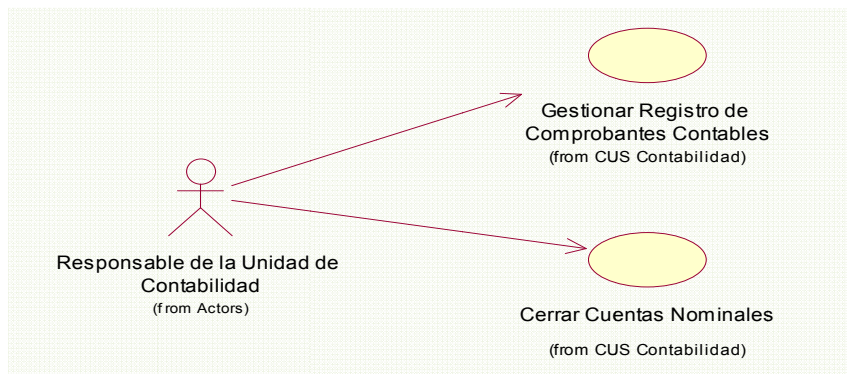 Gestionar Registro de
Comprobantes Contables
(from CUS Contabilidad)
Responsable de la Unidad de
Contabilidad
(from Actors)
Cerrar Cuentas Nominales
(from CUS Contabilidad)